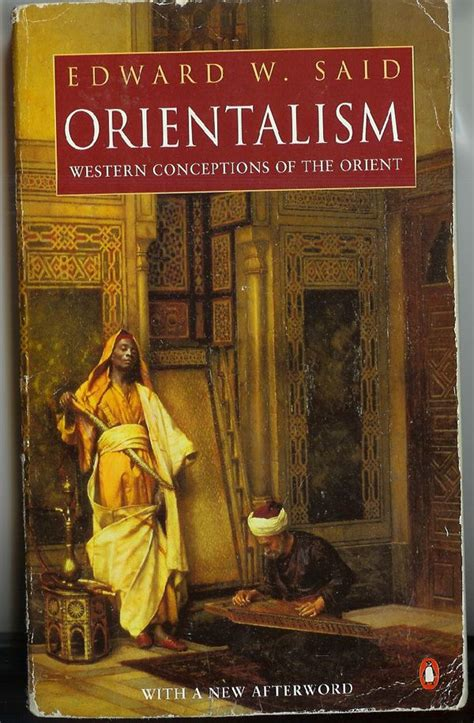 EDWARD W. SAID
ORIENTALISM
WESTERN CONCEPTIONS OF THE ORIENT
WITH A NEW AFTERWORD